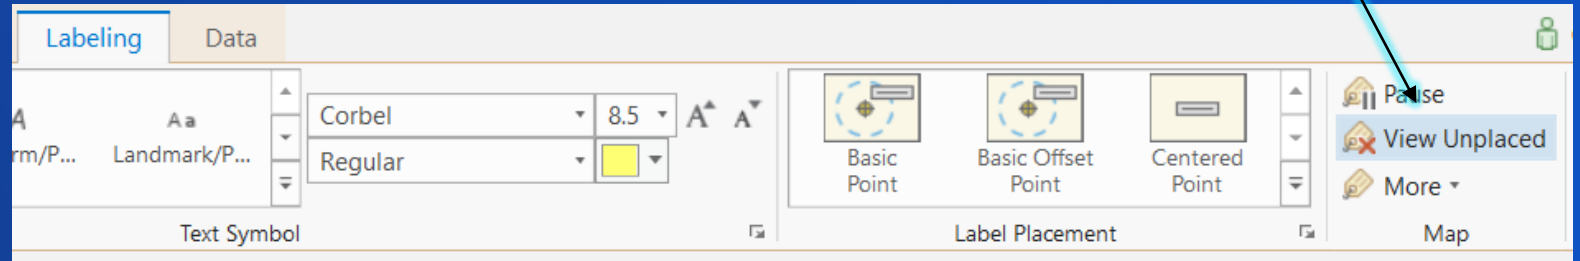 Labeling Data
A Aa
rm/P... Landmark/P...
Corbel 8.5 A A
Regular
Text Symbol
Basic Point
Basic Offset Point
Centered Point
Label Placement
Pause
View Unplaced
More
Map